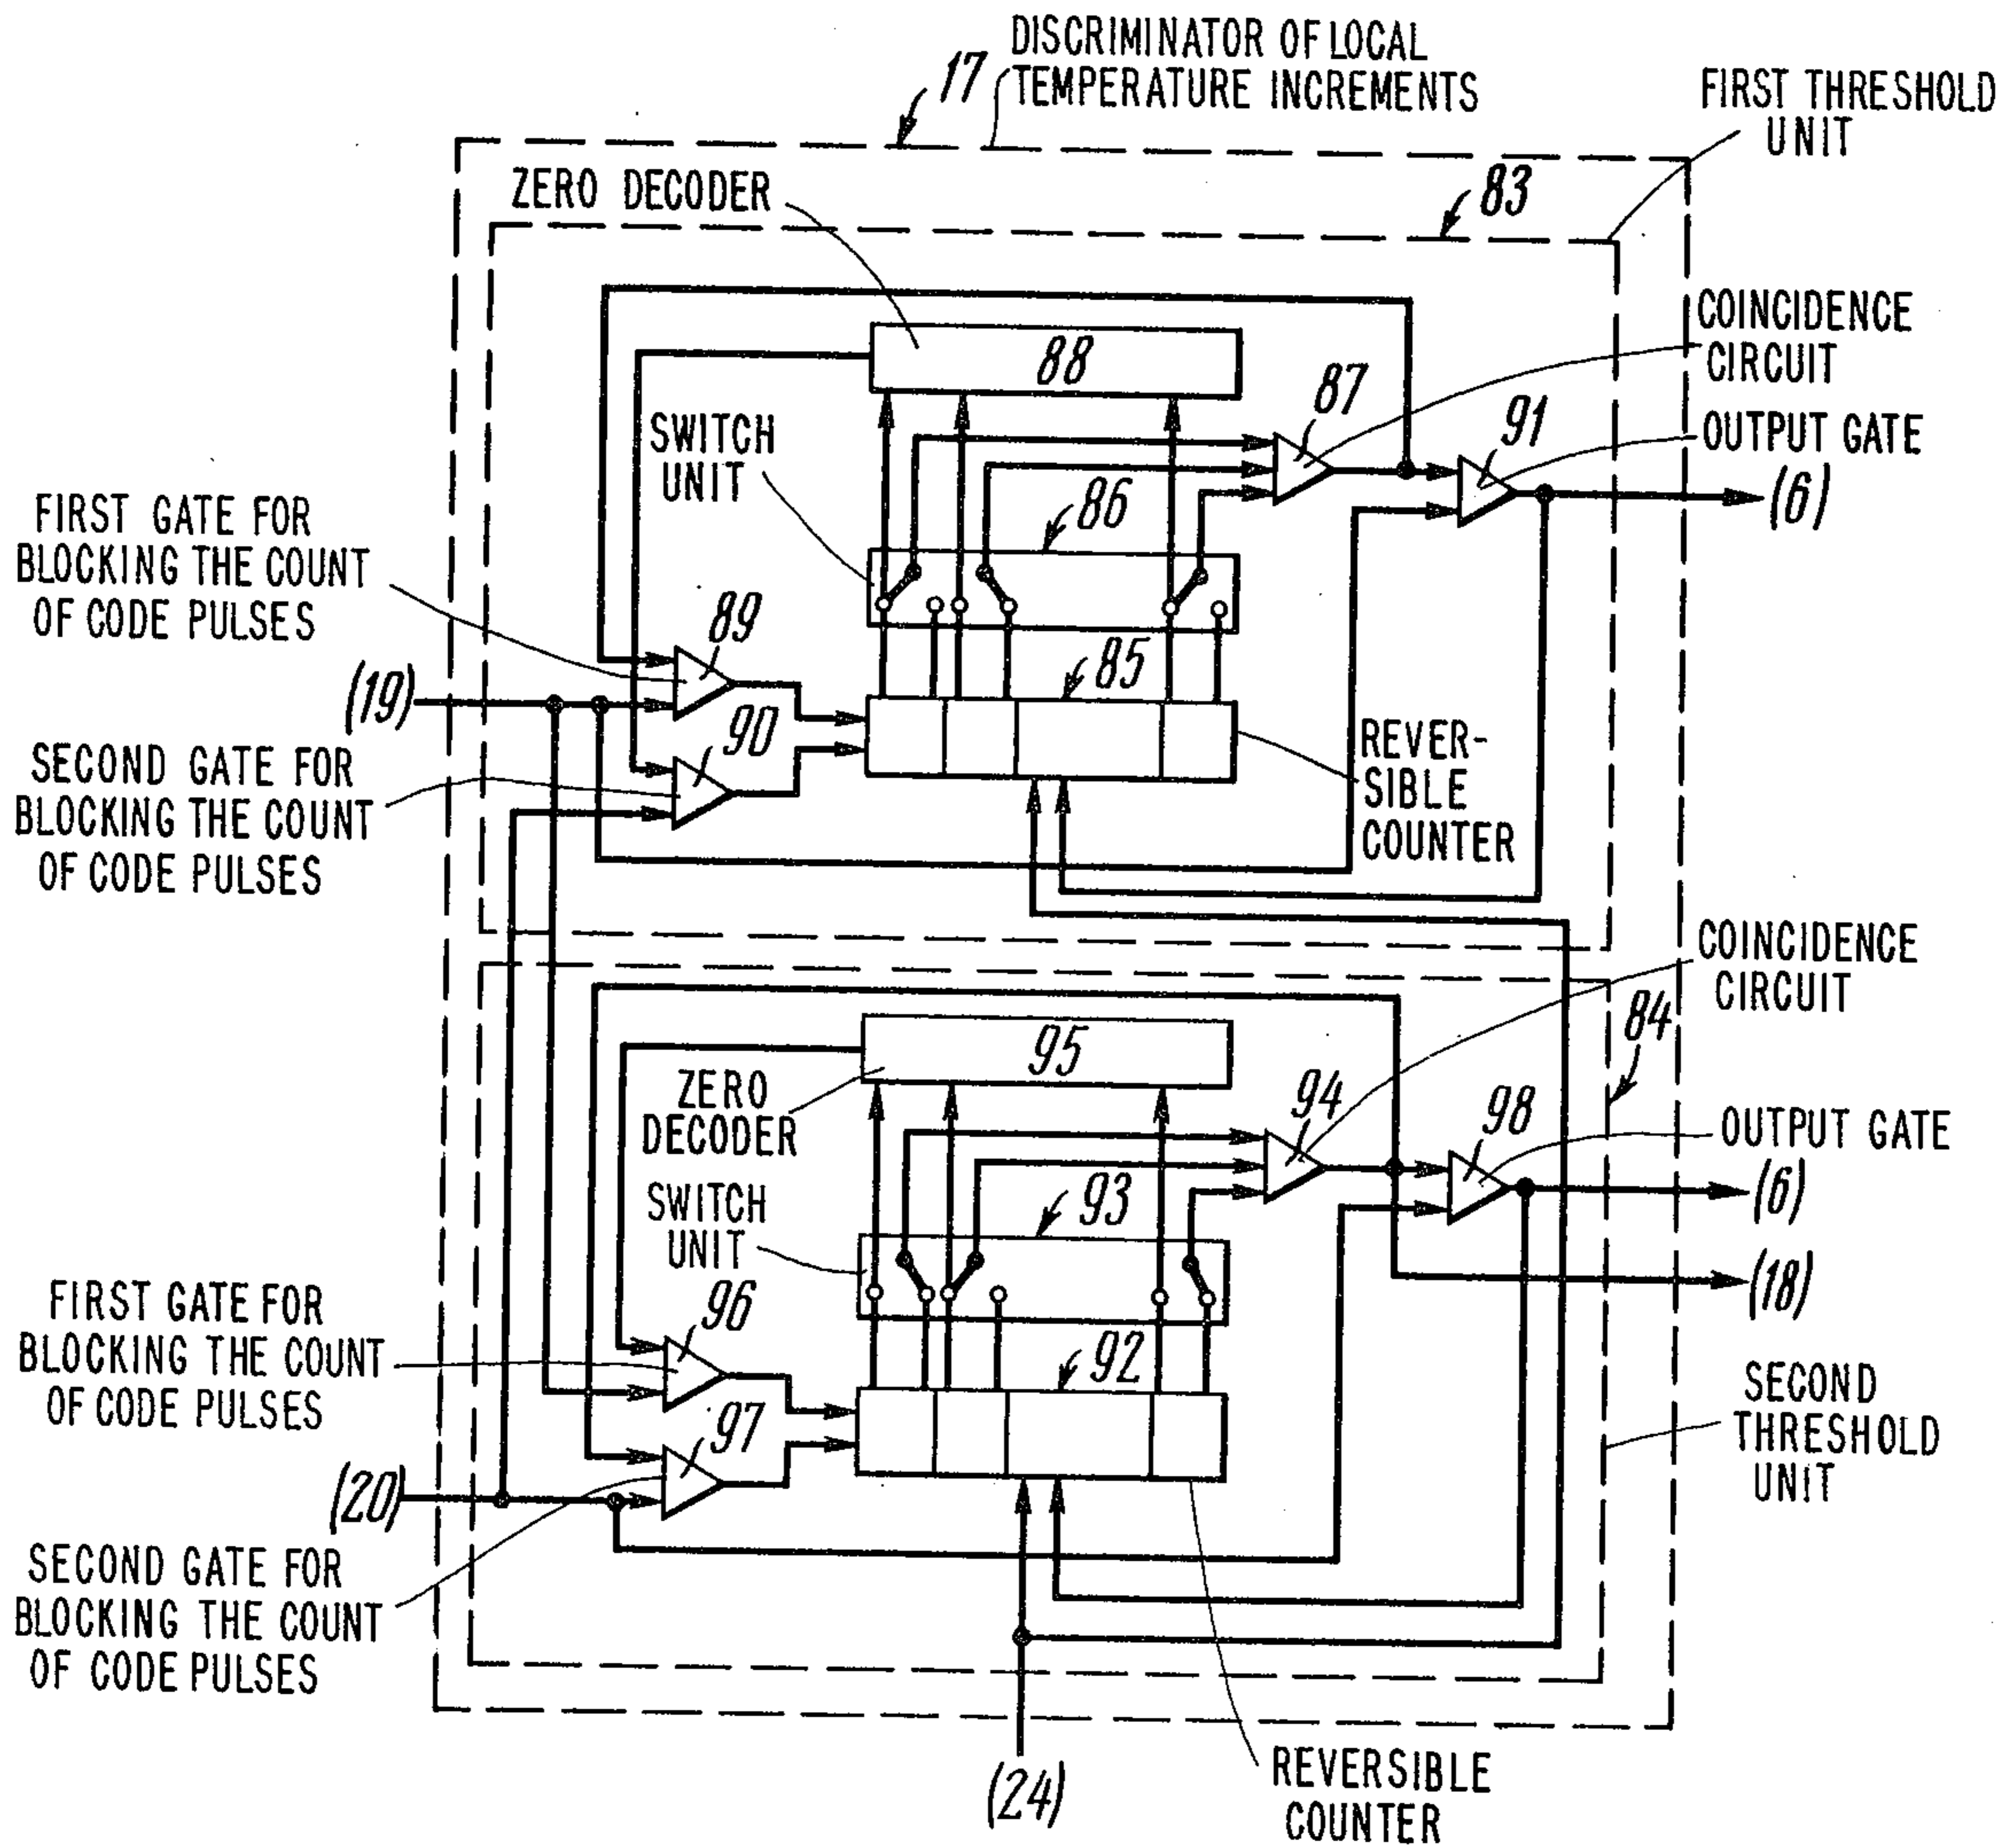 DISCRIMINATOR OF LOCAL
17 TEMPERATURE INCREMENTS
FIRST THRESHOLD
UNIT
ZERO DECODER
83
88
COINCIDENCE
CIRCUIT
87
91
OUTPUT GATE
(6)
SWITCH
UNIT
86
FIRST GATE FOR
BLOCKING THE COUNT
OF CODE PULSES
89
(19)
85
90
SECOND GATE FOR
BLOCKING THE COUNT
OF CODE PULSES
REVER-
SIBLE
COUNTER
COINCIDENCE
CIRCUIT
84
95
ZERO
DECODER
94
98
OUTPUT GATE
(6)
SWITCH
UNIT
93
(18)
FIRST GATE FOR
BLOCKING THE COUNT
OF CODE PULSES
96
92
97
SECOND
THRESHOLD
UNIT
(20)
SECOND GATE FOR
BLOCKING THE COUNT
OF CODE PULSES
(24)
REVERSIBLE
COUNTER